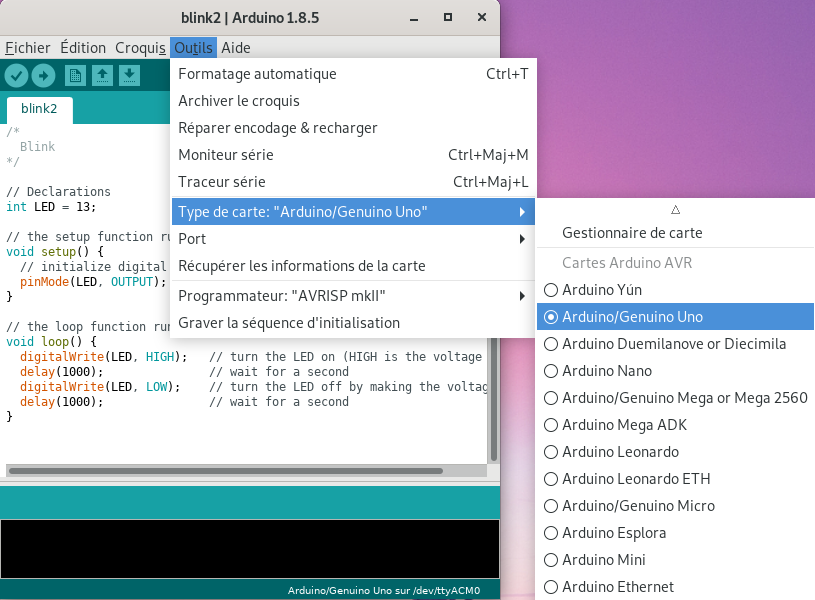 blink2 | Arduino 1.8.5
Fichier Édition Croquis Outils Aide
blink2
/*
Blink
*/
// Declarations
int LED = 13;
// the setup function ru
void setup() {
// initialize digital
pinMode(LED, OUTPUT);
}
// the loop function run
void loop() {
digitalWrite(LED, HIGH); // turn the LED on (HIGH is the voltage
delay(1000); // wait for a second
digitalWrite(LED, LOW); // turn the LED off by making the voltag
delay(1000); // wait for a second
}
Arduino/Genuino Uno sur /dev/ttyACM0
Formatage automatique Ctrl+T
Archiver le croquis
Réparer encodage & recharger
Moniteur série Ctrl+Maj+M
Traceur série Ctrl+Maj+L
Type de carte: "Arduino/Genuino Uno"
Port
Récupérer les informations de la carte
Programmateur: "AVRISP mkII"
Graver la séquence d'initialisation
Gestionnaire de carte
Cartes Arduino AVR
Arduino Yún
Arduino/Genuino Uno
Arduino Duemilanove or Diecimila
Arduino Nano
Arduino/Genuino Mega or Mega 2560
Arduino Mega ADK
Arduino Leonardo
Arduino Leonardo ETH
Arduino/Genuino Micro
Arduino Esplora
Arduino Mini
Arduino Ethernet